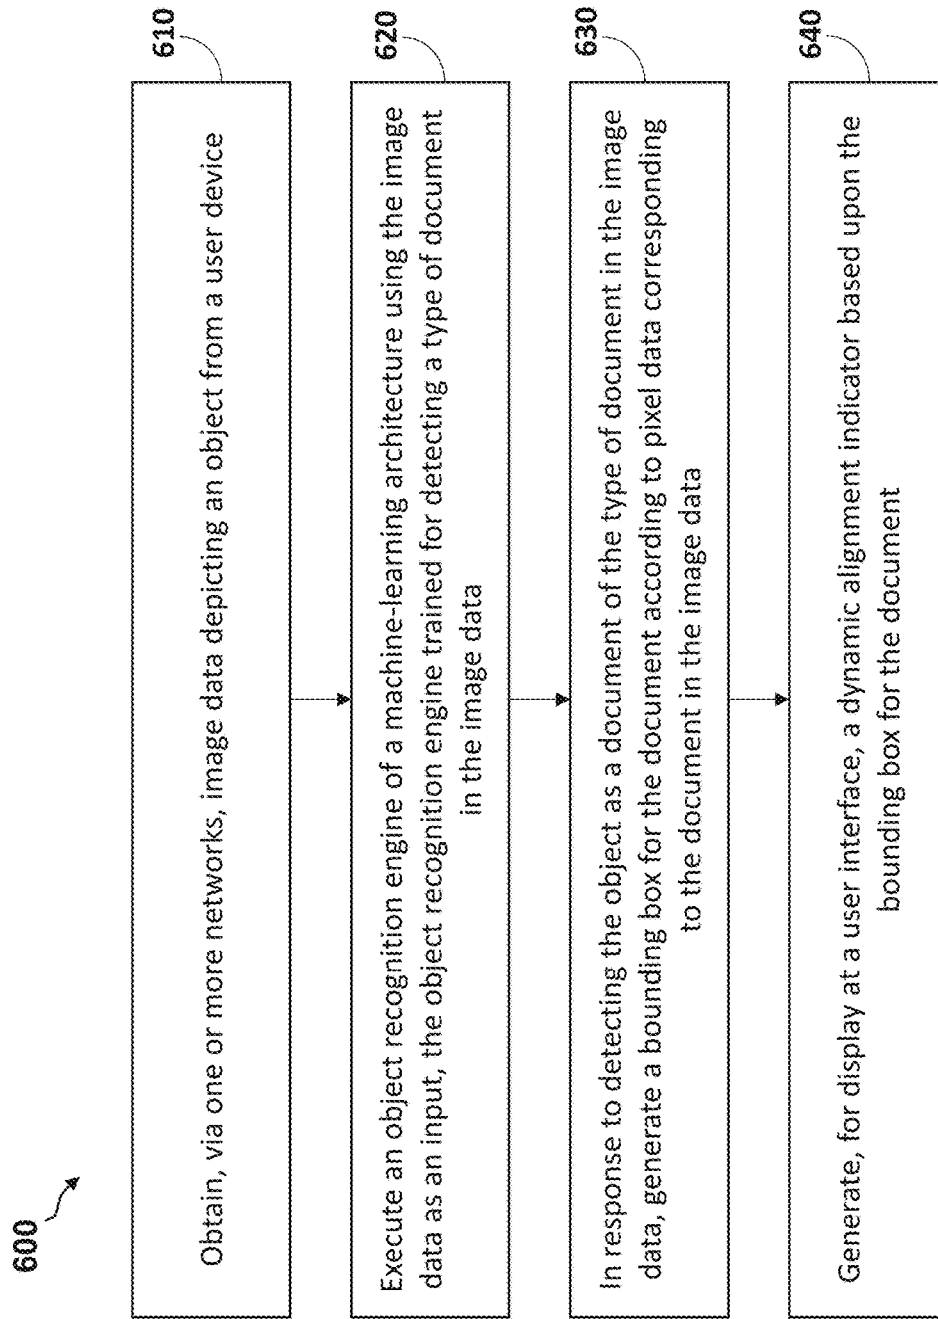 600
610
Obtain, via one or more networks, image data depicting an object from a user device
620
Execute an object recognition engine of a machine-learning architecture using the image
data as an input, the object recognition engine trained for detecting a type of document
in the image data
630
In response to detecting the object as a document of the type of document in the image
data, generate a bounding box for the document according to pixel data corresponding
to the document in the image data
640
Generate, for display at a user interface, a dynamic alignment indicator based upon the
bounding box for the document